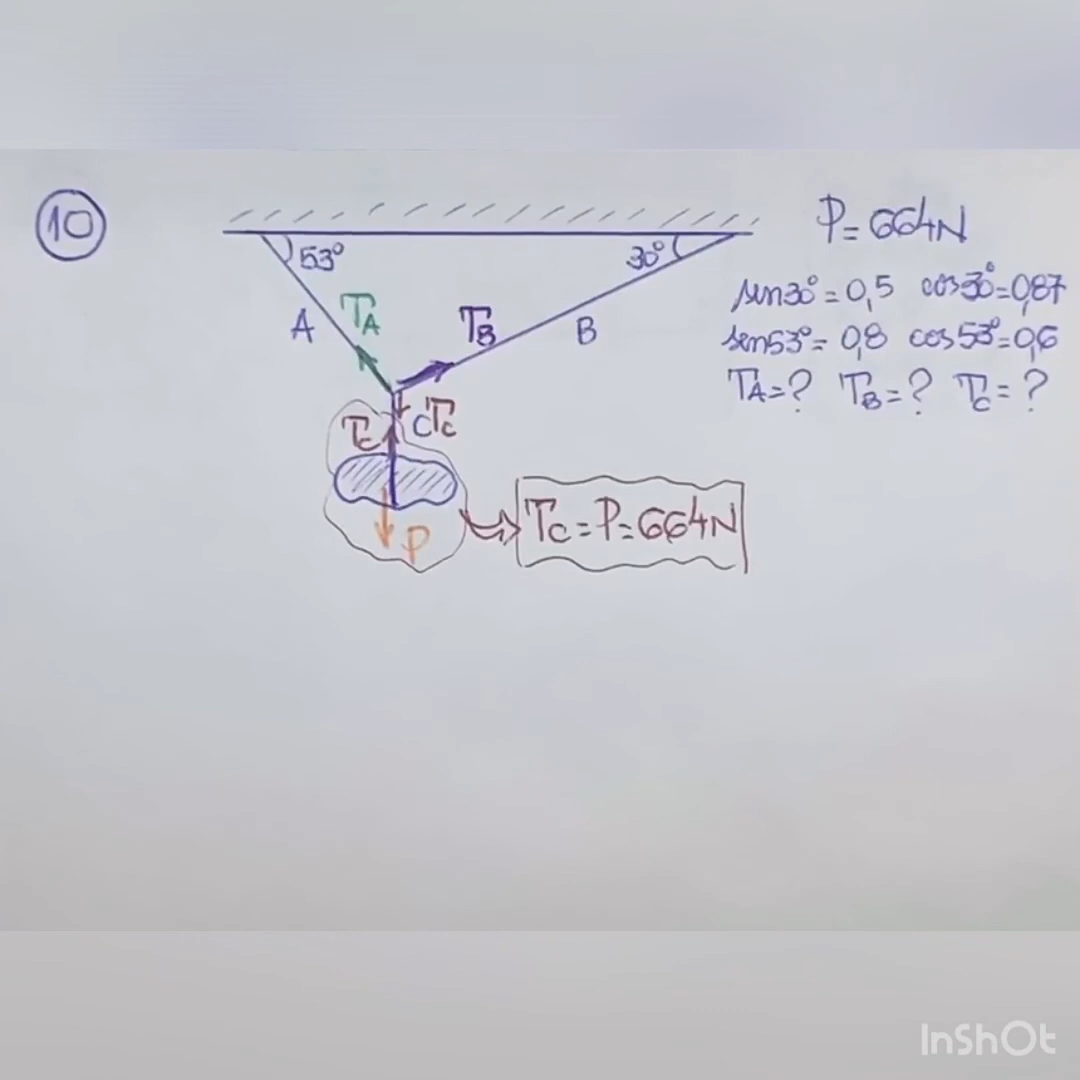 10
53° 30° P=664N
sen30°=0,5 cos30°=0,87
A TA TB B sen53°=0,8 cos53°=0,6
TA=? TB=? TC=?
TC C TC
P TC=P=664N
InShOt